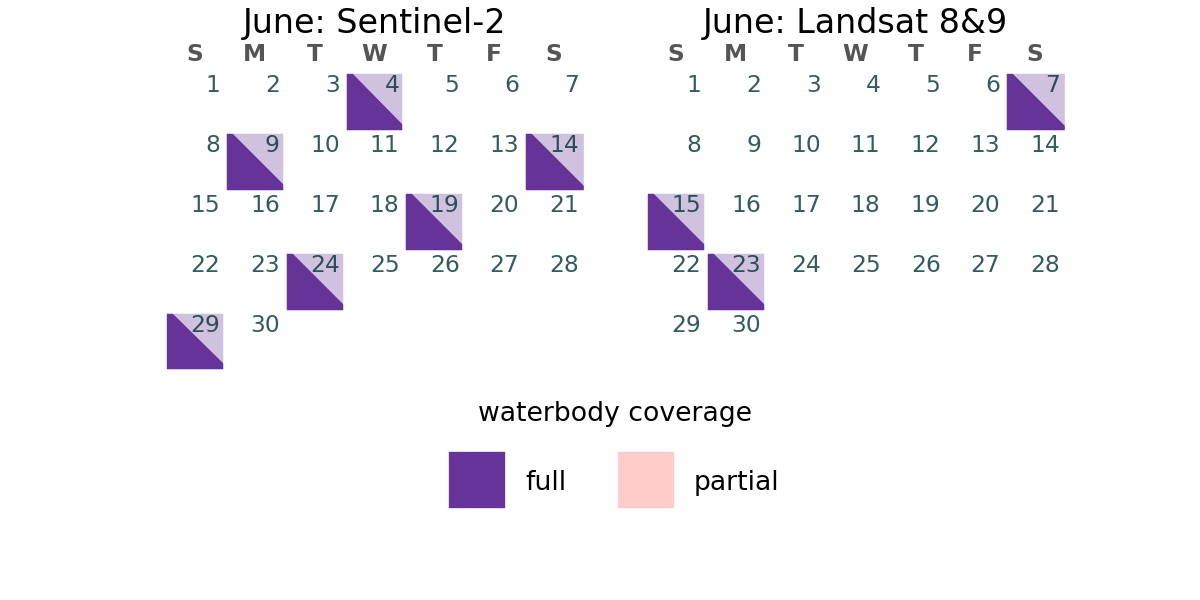 June: Sentinel-2
S M T W T F S
1 2 3 4 5 6 7
8 9 10 11 12 13 14
15 16 17 18 19 20 21
22 23 24 25 26 27 28
29 30
June: Landsat 8&9
S M T W T F S
1 2 3 4 5 6 7
8 9 10 11 12 13 14
15 16 17 18 19 20 21
22 23 24 25 26 27 28
29 30
waterbody coverage
full partial